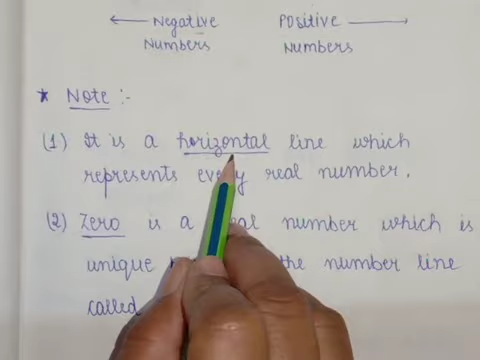 ← Negative Positive →
Numbers Numbers
* Note :-
(1) It is a horizontal line which
represents every real number.
(2) Zero is a real number which is
unique the number line
called